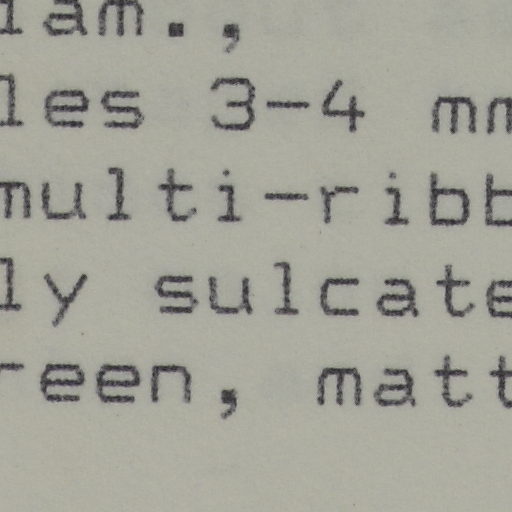 iam.,
les 3-4 mm
multi-ribb
ly sulcate
reen, matt